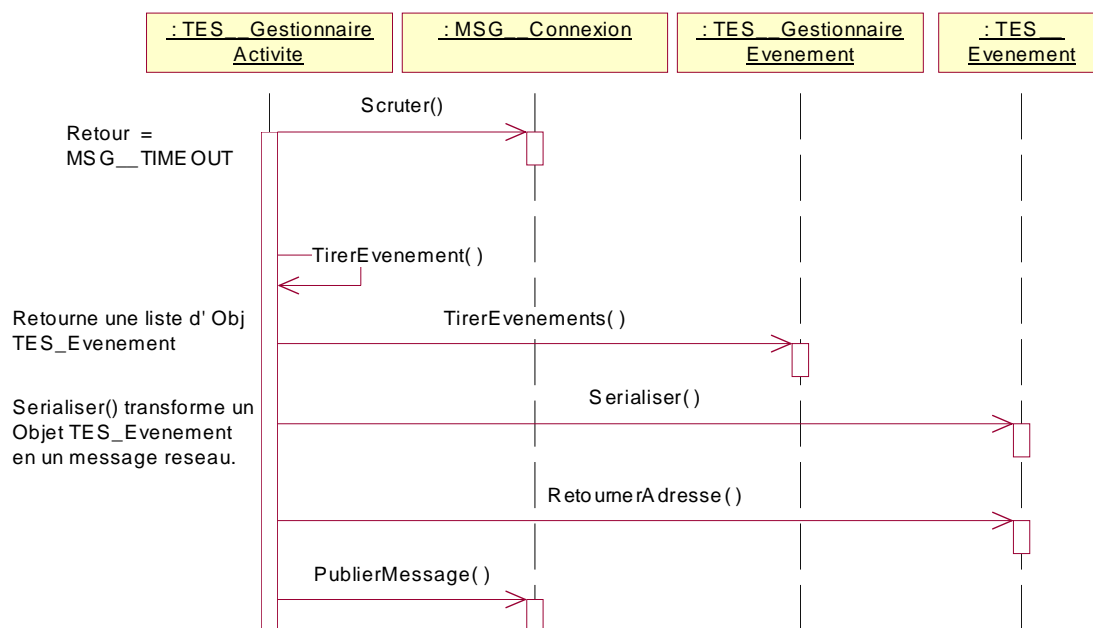 : TES__Gestionnaire
Activite
: MSG__Connexion
: TES__Gestionnaire
Evenement
: TES__
Evenement
Scruter()
Retour =
MSG__TIMEOUT
TirerEvenement( )
Retourne une liste d' Obj
TES_Evenement
TirerEvenements( )
Serialiser() transforme un
Objet TES_Evenement
en un message reseau.
Serialiser( )
RetournerAdresse( )
PublierMessage( )